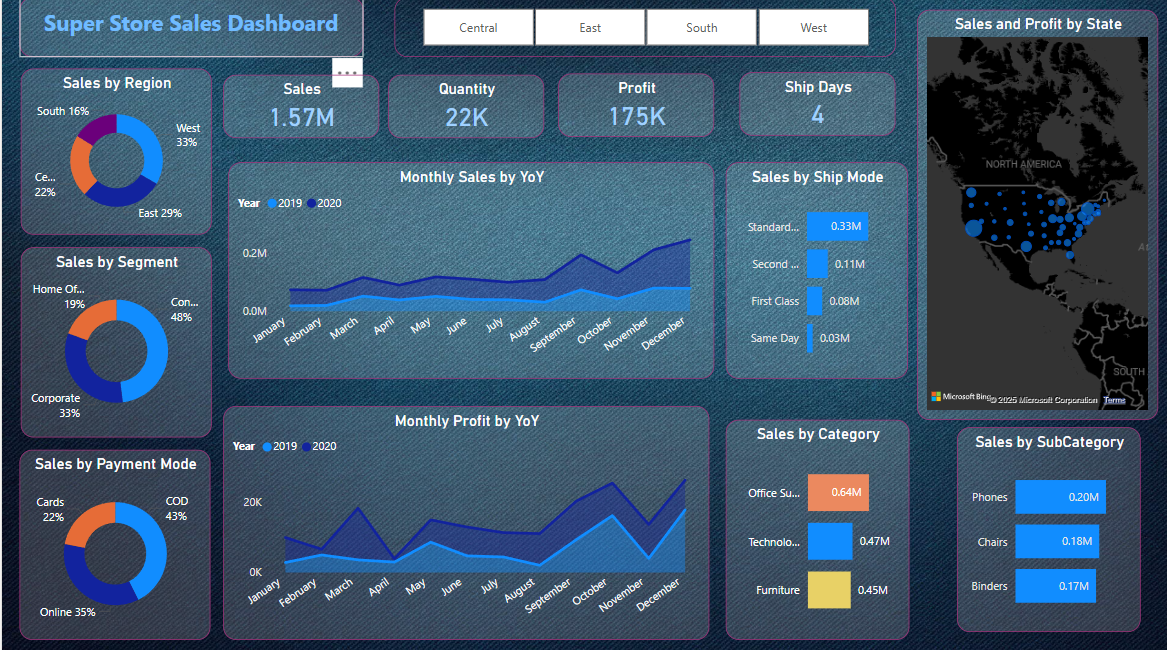 Super Store Sales Dashboard
Central
East
South
West
Sales by Region
South 16%
West
33%
Ce...
22%
East 29%
Sales
1.57M
Quantity
22K
Profit
175K
Ship Days
4
Sales and Profit by State
NORTH AMERICA
A
SOUTH
Microsoft Bing
© 2025 Microsoft Corporation
Terms
Monthly Sales by YoY
Year
2019
2020
0.2M
0.0M
January
February
March
April
May
June
July
August
September
October
November
December
Sales by Ship Mode
Standard...
0.33M
Second ...
0.11M
First Class
0.08M
Same Day
0.03M
Sales by Segment
Home Of...
19%
Con...
48%
Corporate
33%
Sales by Payment Mode
Cards
22%
COD
43%
Online 35%
Monthly Profit by YoY
Year
2019
2020
20K
0K
January
February
March
April
May
June
July
August
September
October
November
December
Sales by Category
Office Su...
0.64M
Technolo...
0.47M
Furniture
0.45M
Sales by SubCategory
Phones
0.20M
Chairs
0.18M
Binders
0.17M